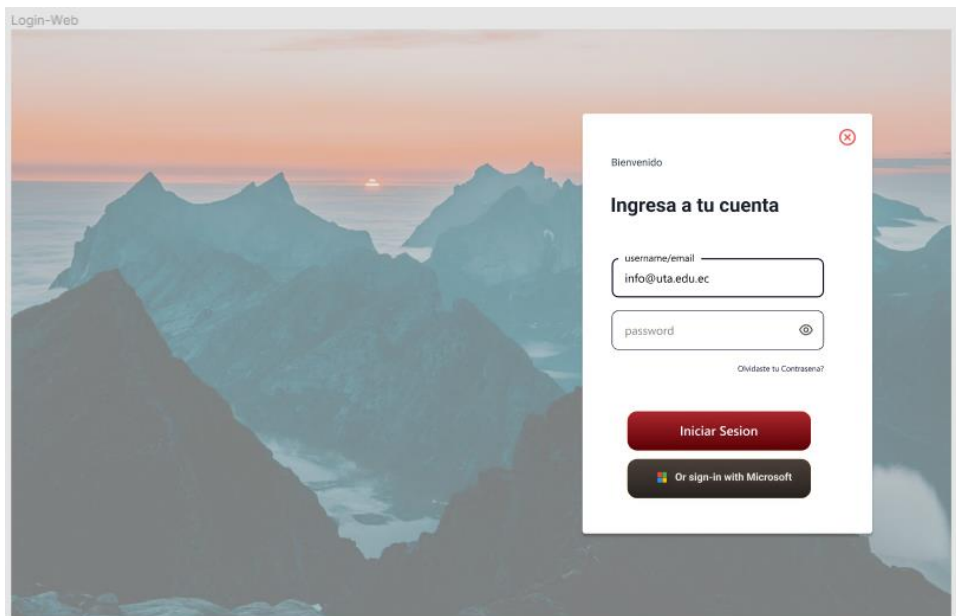 Login-Web
Bienvenido
Ingresa a tu cuenta
username/email
info@uta.edu.ec
password
Olvidaste tu Contrasena?
Iniciar Sesion
Or sign-in with Microsoft